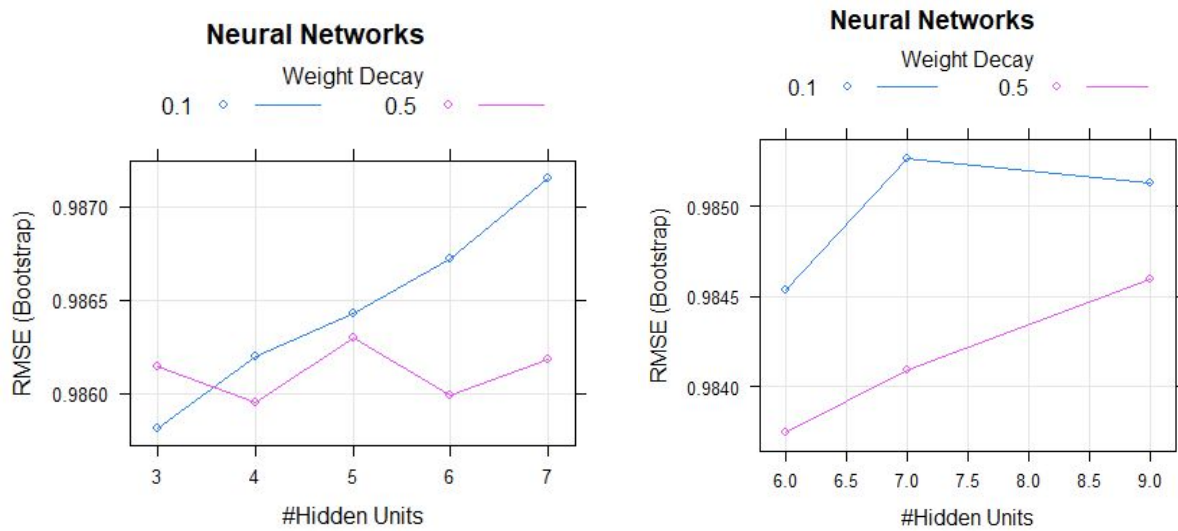 Neural Networks
Weight Decay
0.1 0.5
RMSE (Bootstrap)
0.9870
0.9865
0.9860
3 4 5 6 7
#Hidden Units
Neural Networks
Weight Decay
0.1 0.5
RMSE (Bootstrap)
0.9850
0.9845
0.9840
6.0 6.5 7.0 7.5 8.0 8.5 9.0
#Hidden Units